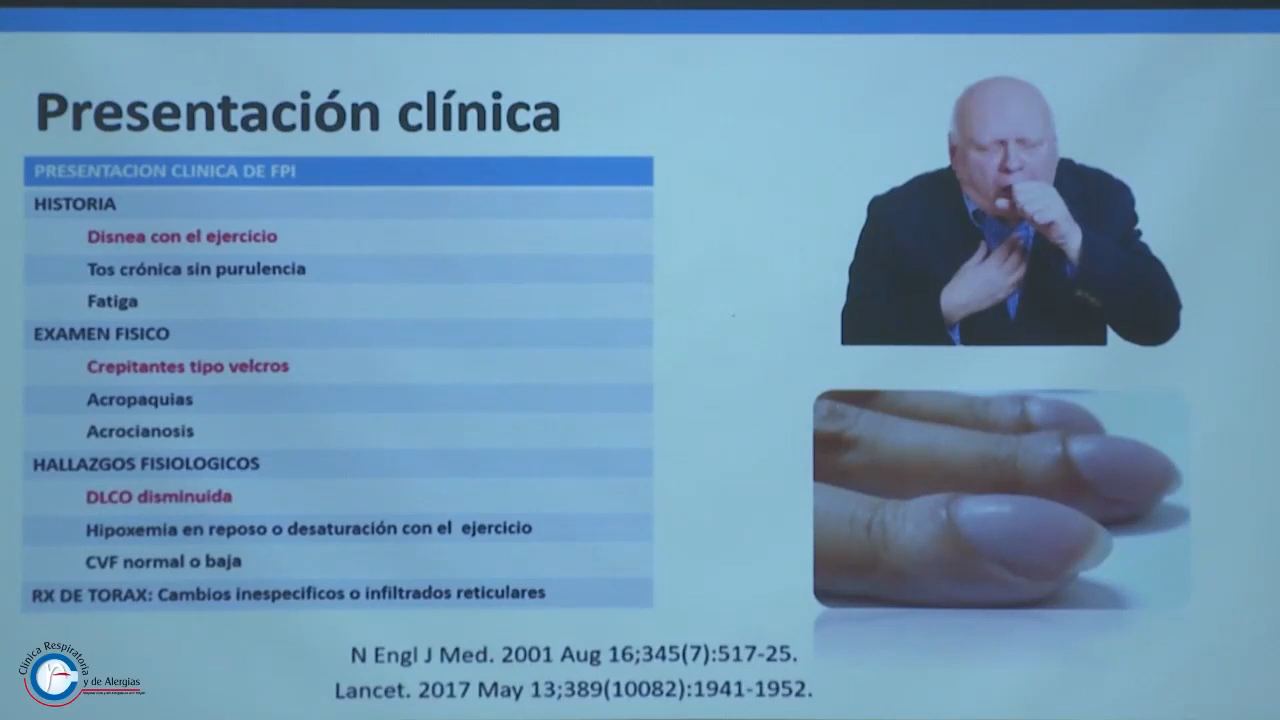 Presentación clínica
PRESENTACION CLINICA DE FPI
HISTORIA
Disnea con el ejercicio
Tos crónica sin purulencia
Fatiga
EXAMEN FISICO
Crepitantes tipo velcros
Acropaquias
Acrocianosis
HALLAZGOS FISIOLOGICOS
DLCO disminuida
Hipoxemia en reposo o desaturación con el ejercicio
CVF normal o baja
RX DE TORAX: Cambios inespecificos o infiltrados reticulares
N Engl J Med. 2001 Aug 16;345(7):517-25.
Lancet. 2017 May 13;389(10082):1941-1952.
Clínica Respiratoria
y de Alergias